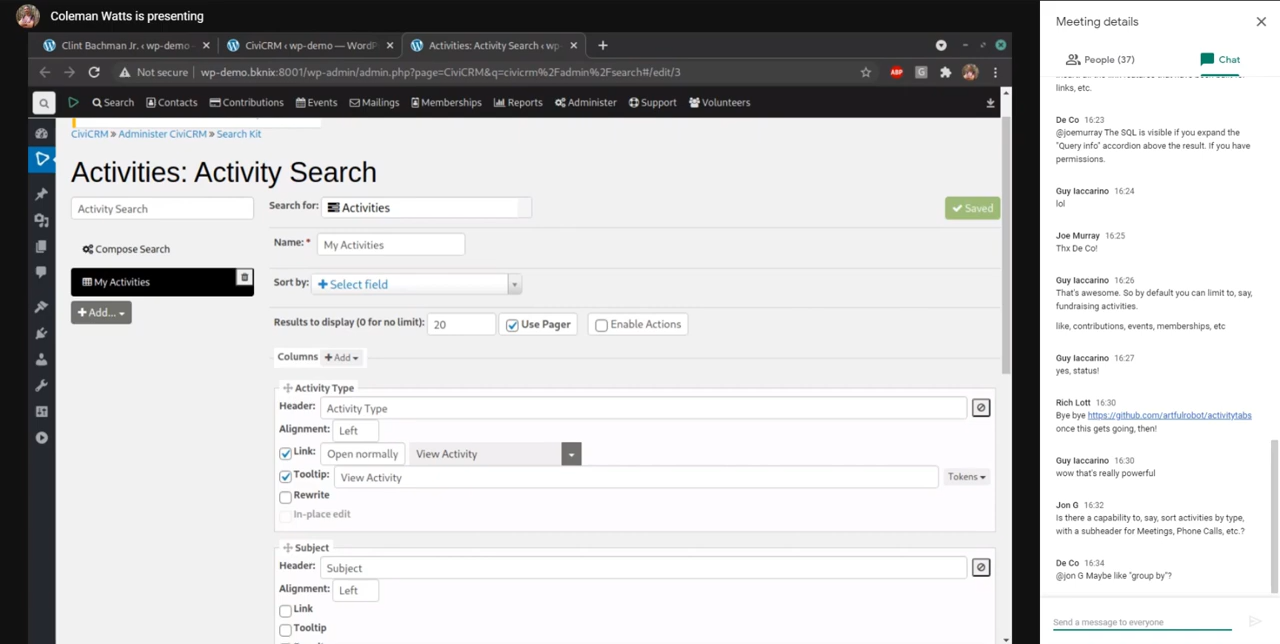 Coleman Watts is presenting
Clint Bachman Jr. ‹ wp-demo
CiviCRM ‹ wp-demo — WordP
Activities: Activity Search ‹ wp
Not secure wp-demo.bknix:8001/wp-admin/admin.php?page=CiviCRM&q=civicrm%2Fadmin%2Fsearch#/edit/3
ABP
G
Search Contacts Contributions Events Mailings Memberships Reports Administer Support Volunteers
CiviCRM » Administer CiviCRM » Search Kit
Activities: Activity Search
Activity Search
Search for: Activities
Saved
Compose Search
Name: * My Activities
My Activities
Sort by: + Select field
+ Add...
Results to display (0 for no limit): 20 Use Pager Enable Actions
Columns + Add
Activity Type
Header: Activity Type
Alignment: Left
Link: Open normally View Activity
Tooltip: View Activity Tokens
Rewrite
In-place edit
Subject
Header: Subject
Alignment: Left
Link
Tooltip
Meeting details
People (37) Chat
links, etc.
De Co 16:23
@joemurray The SQL is visible if you expand the
"Query info" accordion above the result. If you have
permissions.
Guy Iaccarino 16:24
lol
Joe Murray 16:25
Thx De Co!
Guy Iaccarino 16:26
That's awesome. So by default you can limit to, say,
fundraising activities.
like, contributions, events, memberships, etc
Guy Iaccarino 16:27
yes, status!
Rich Lott 16:30
Bye bye https://github.com/artfulrobot/activitytabs
once this gets going, then!
Guy Iaccarino 16:30
wow that's really powerful
Jon G 16:32
Is there a capability to, say, sort activities by type,
with a subheader for Meetings, Phone Calls, etc.?
De Co 16:34
@jon G Maybe like "group by"?
Send a message to everyone